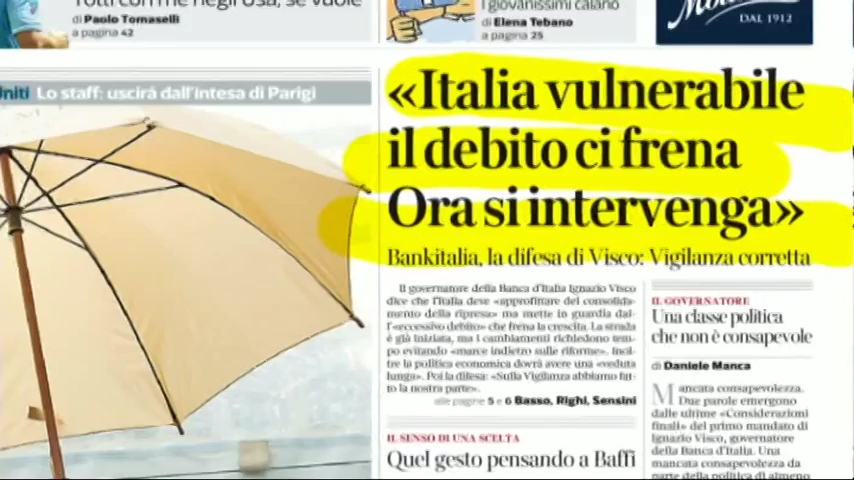 Totti con me negli Usa, se vuole
di Paolo Tomaselli
a pagina 42
i giovanissimi calano
di Elena Tebano
a pagina 25
DAL 1912
Uniti Lo staff: uscirà dall'intesa di Parigi
«Italia vulnerabile
il debito ci frena
Ora si intervenga»
Bankitalia, la difesa di Visco: Vigilanza corretta
Il governatore della Banca d'Italia Ignazio Visco
dice che l'Italia deve «approfittare del consolida-
mento della ripresa» ma mette in guardia dal-
l'«eccessivo debito» che frena la crescita. La strada
è già iniziata, ma i cambiamenti richiedono tem-
po evitando «marce indietro sulle riforme». Inol-
tre la politica economica dovrà avere una «veduta
lunga». Poi la difesa: «Sulla Vigilanza abbiamo fat-
to la nostra parte».
alle pagine 5 e 6 Basso, Righi, Sensini
IL SENSO DI UNA SCELTA
Quel gesto pensando a Baffi
IL GOVERNATORE
Una classe politica
che non è consapevole
di Daniele Manca
Mancata consapevolezza.
Due parole emergono
dalle ultime «Considerazioni
finali» del primo mandato di
Ignazio Visco, governatore
della Banca d'Italia. Una
mancata consapevolezza da
parte della politica di almeno